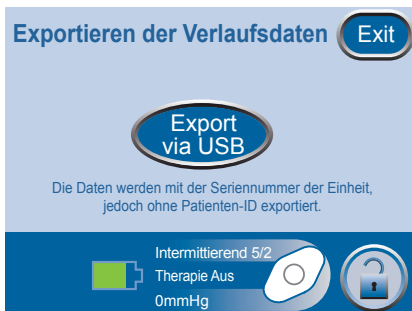 Exportieren der Verlaufsdaten
Exit
Export
via USB
Die Daten werden mit der Seriennummer der Einheit,
jedoch ohne Patienten-ID exportiert.
Intermittierend 5/2
Therapie Aus
0mmHg